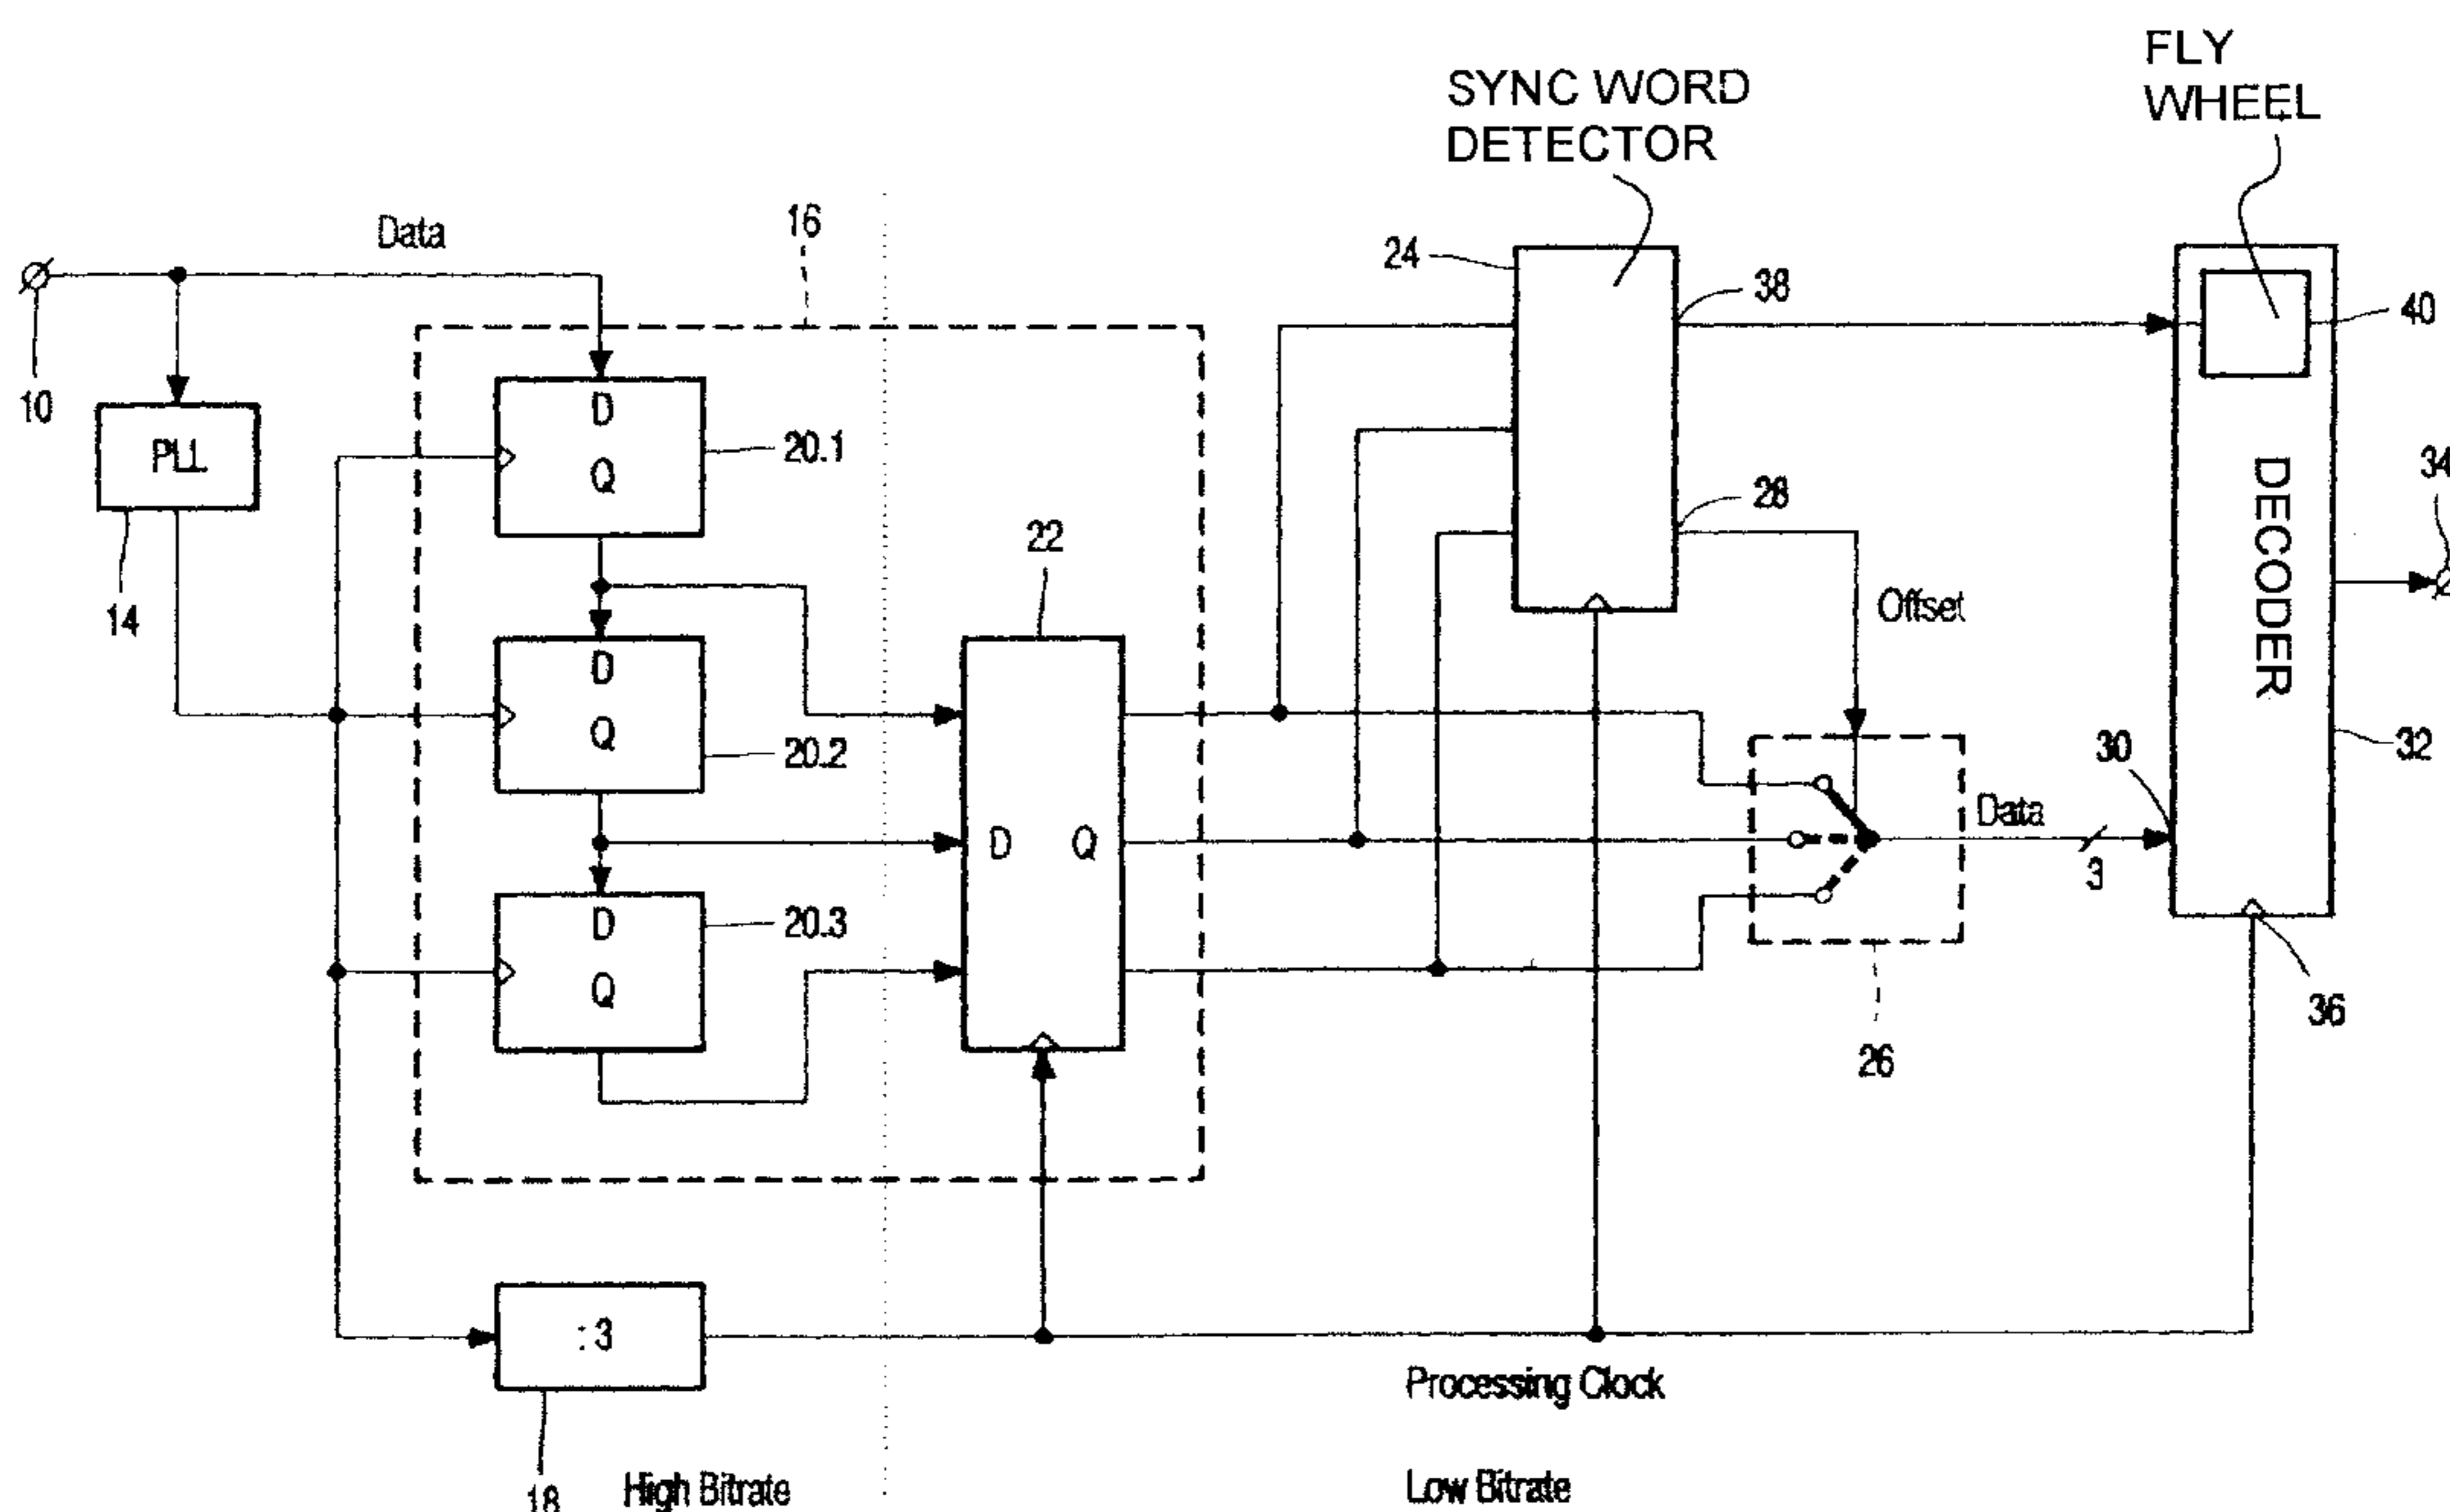 FLY
WHEEL
SYNC WORD
DETECTOR
Data
16
24
38
40
10
PLL
D
Q
20.1
28
34
DECODER
22
14
Offset
D
Q
20.2
30
32
D
Q
Data
3
D
Q
20.3
36
26
:3
Processing Clock
18
High Bitrate
Low Bitrate